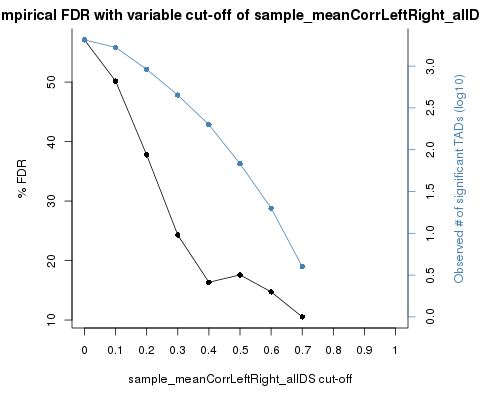 mpirical FDR with variable cut-off of sample_meanCorrLeftRight_allD
% FDR
50
40
30
20
10
3.0
2.5
2.0
1.5
1.0
0.5
0.0
Observed # of significant TADs (log10)
0 0.1 0.2 0.3 0.4 0.5 0.6 0.7 0.8 0.9 1
sample_meanCorrLeftRight_allDS cut-off